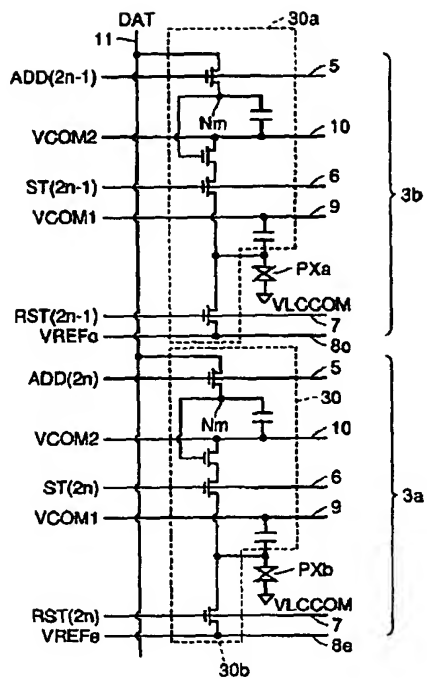 DAT
30a
11
ADD(2n-1)
5
Nm
VCOM2
10
ST(2n-1)
6
VCOM1
9
3b
PXa
VLCCOM
RST(2n-1)
7
VREFo
8o
ADD(2n)
5
30
Nm
VCOM2
10
ST(2n)
6
3a
VCOM1
9
PXb
VLCCOM
RST(2n)
7
VREFe
8e
30b